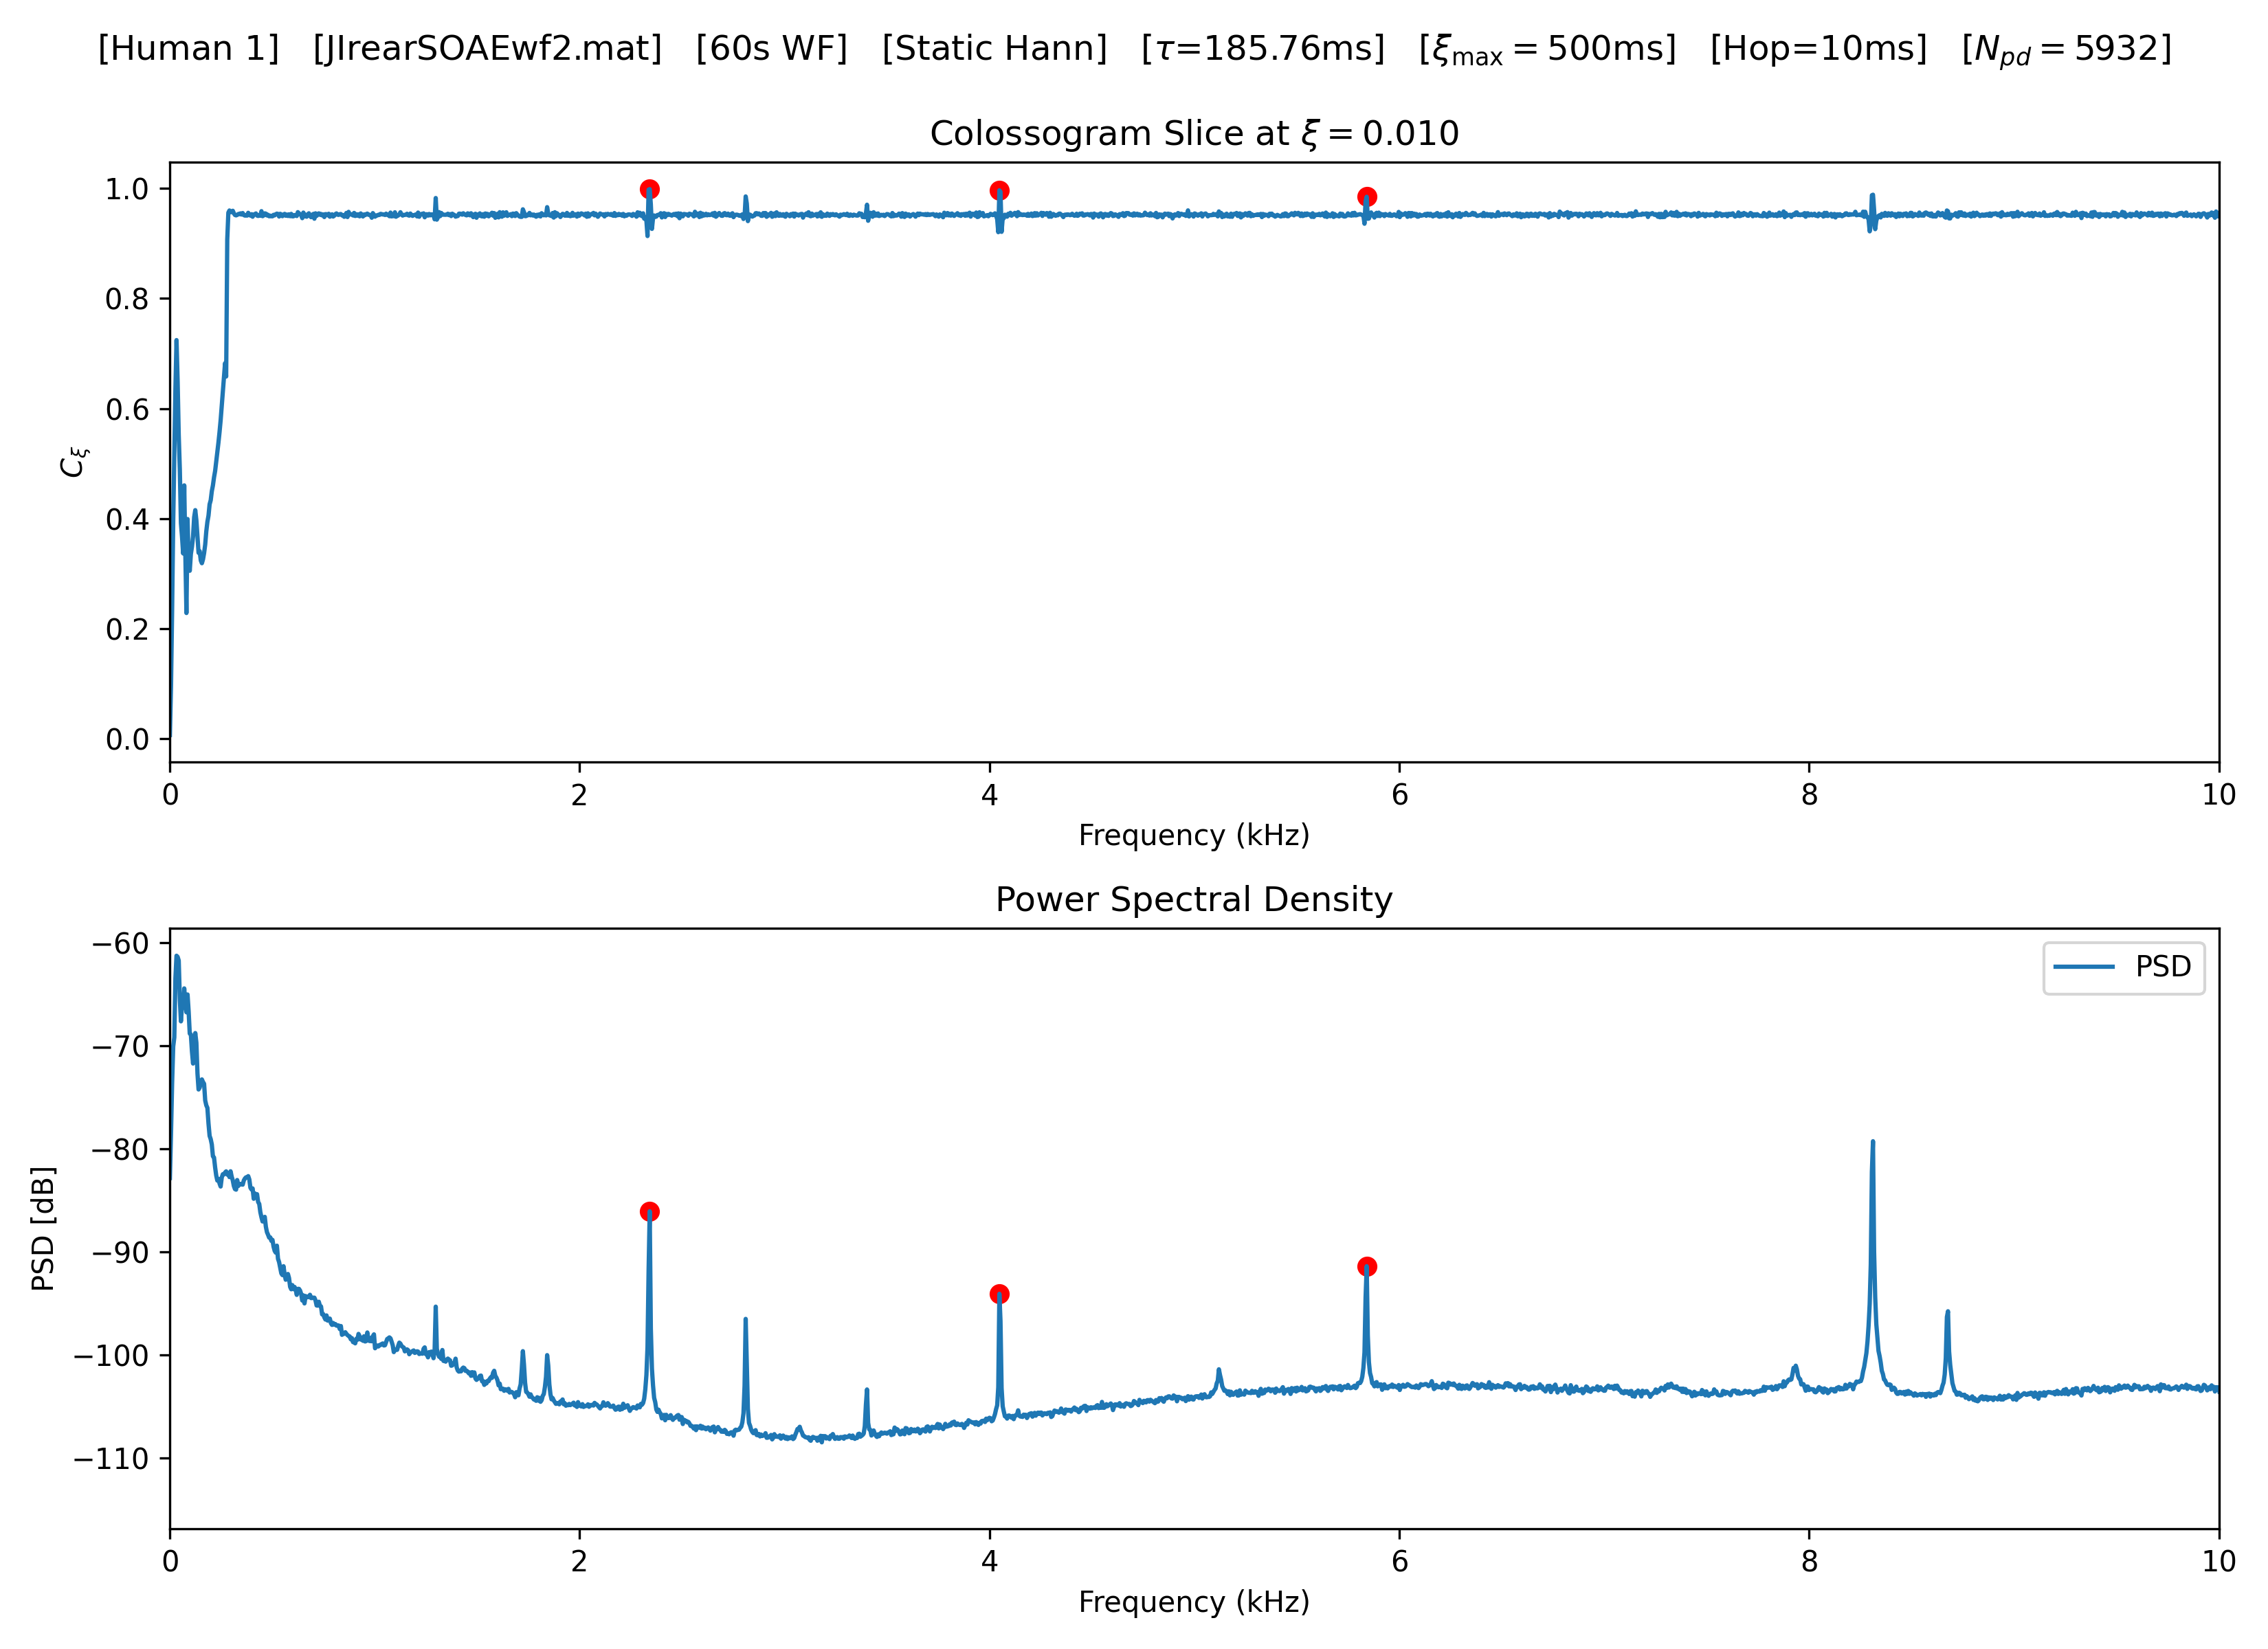 [Human 1] [JIrearSOAEwf2.mat] [60s WF] [Static Hann] [τ=185.76ms] [ξmax = 500ms] [Hop=10ms] [Npd = 5932]
Colossogram Slice at ξ = 0.010
1.0
0.8
0.6
0.4
0.2
0.0
Cξ
0 2 4 6 8 10
Frequency (kHz)
Power Spectral Density
−60
−70
−80
−90
−100
−110
PSD [dB]
PSD
0 2 4 6 8 10
Frequency (kHz)